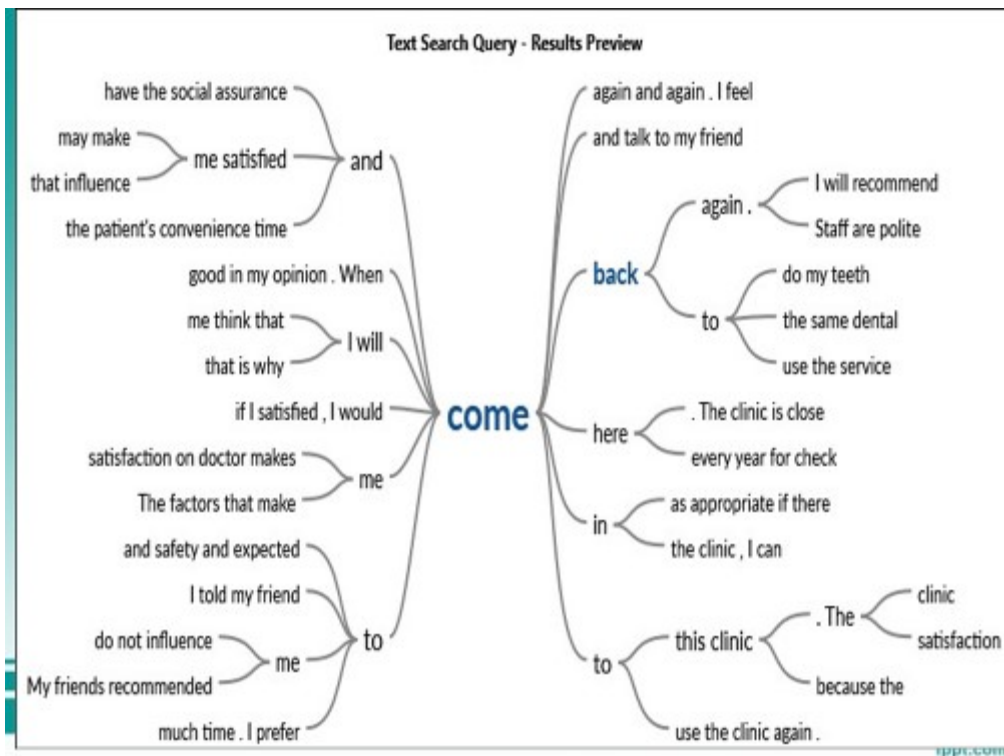 Text Search Query - Results Preview
have the social assurance
may make
that influence
me satisfied
the patient's convenience time
and
good in my opinion . When
me think that
that is why
I will
if I satisfied , I would
satisfaction on doctor makes
The factors that make
me
and safety and expected
I told my friend
do not influence
My friends recommended
me
much time . I prefer
to
come
again and again . I feel
and talk to my friend
back
again .
I will recommend
Staff are polite
to
do my teeth
the same dental
use the service
here
. The clinic is close
every year for check
in
as appropriate if there
the clinic , I can
to
this clinic
. The
clinic
satisfaction
because the
use the clinic again .
fppt.com